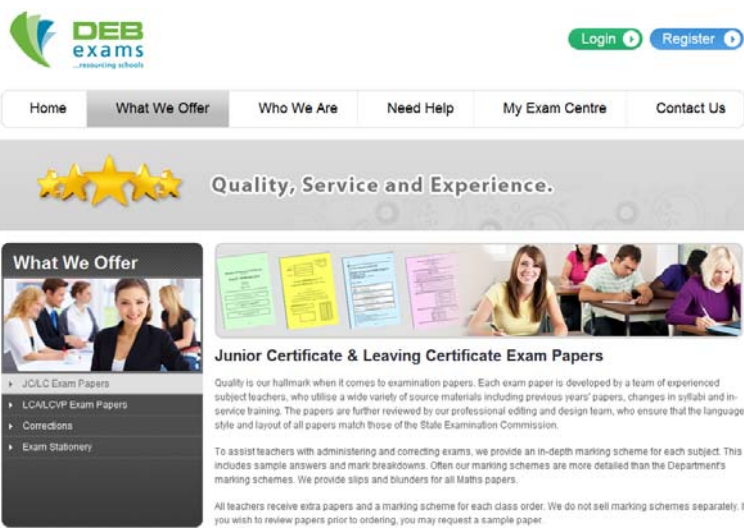 DEB
exams
...resourcing schools
Login
Register
Home
What We Offer
Who We Are
Need Help
My Exam Centre
Contact Us
Quality, Service and Experience.
What We Offer
JC/LC Exam Papers
LCA/LCVP Exam Papers
Corrections
Exam Stationery
Junior Certificate & Leaving Certificate Exam Papers
Quality is our hallmark when it comes to examination papers. Each exam paper is developed by a team of experienced
subject teachers, who utilise a wide variety of source materials including previous years' papers, changes in syllabi and in-
service training. The papers are further reviewed by our professional editing and design team, who ensure that the language
style and layout of all papers match those of the State Examination Commission.
To assist teachers with administering and correcting exams, we provide an in-depth marking scheme for each subject. This
includes sample answers and mark breakdowns. Often our marking schemes are more detailed than the Department's
marking schemes. We provide slips and blunders for all Maths papers.
All teachers receive extra papers and a marking scheme for each class order. We do not sell marking schemes separately.
you wish to review papers prior to ordering, you may request a sample paper.